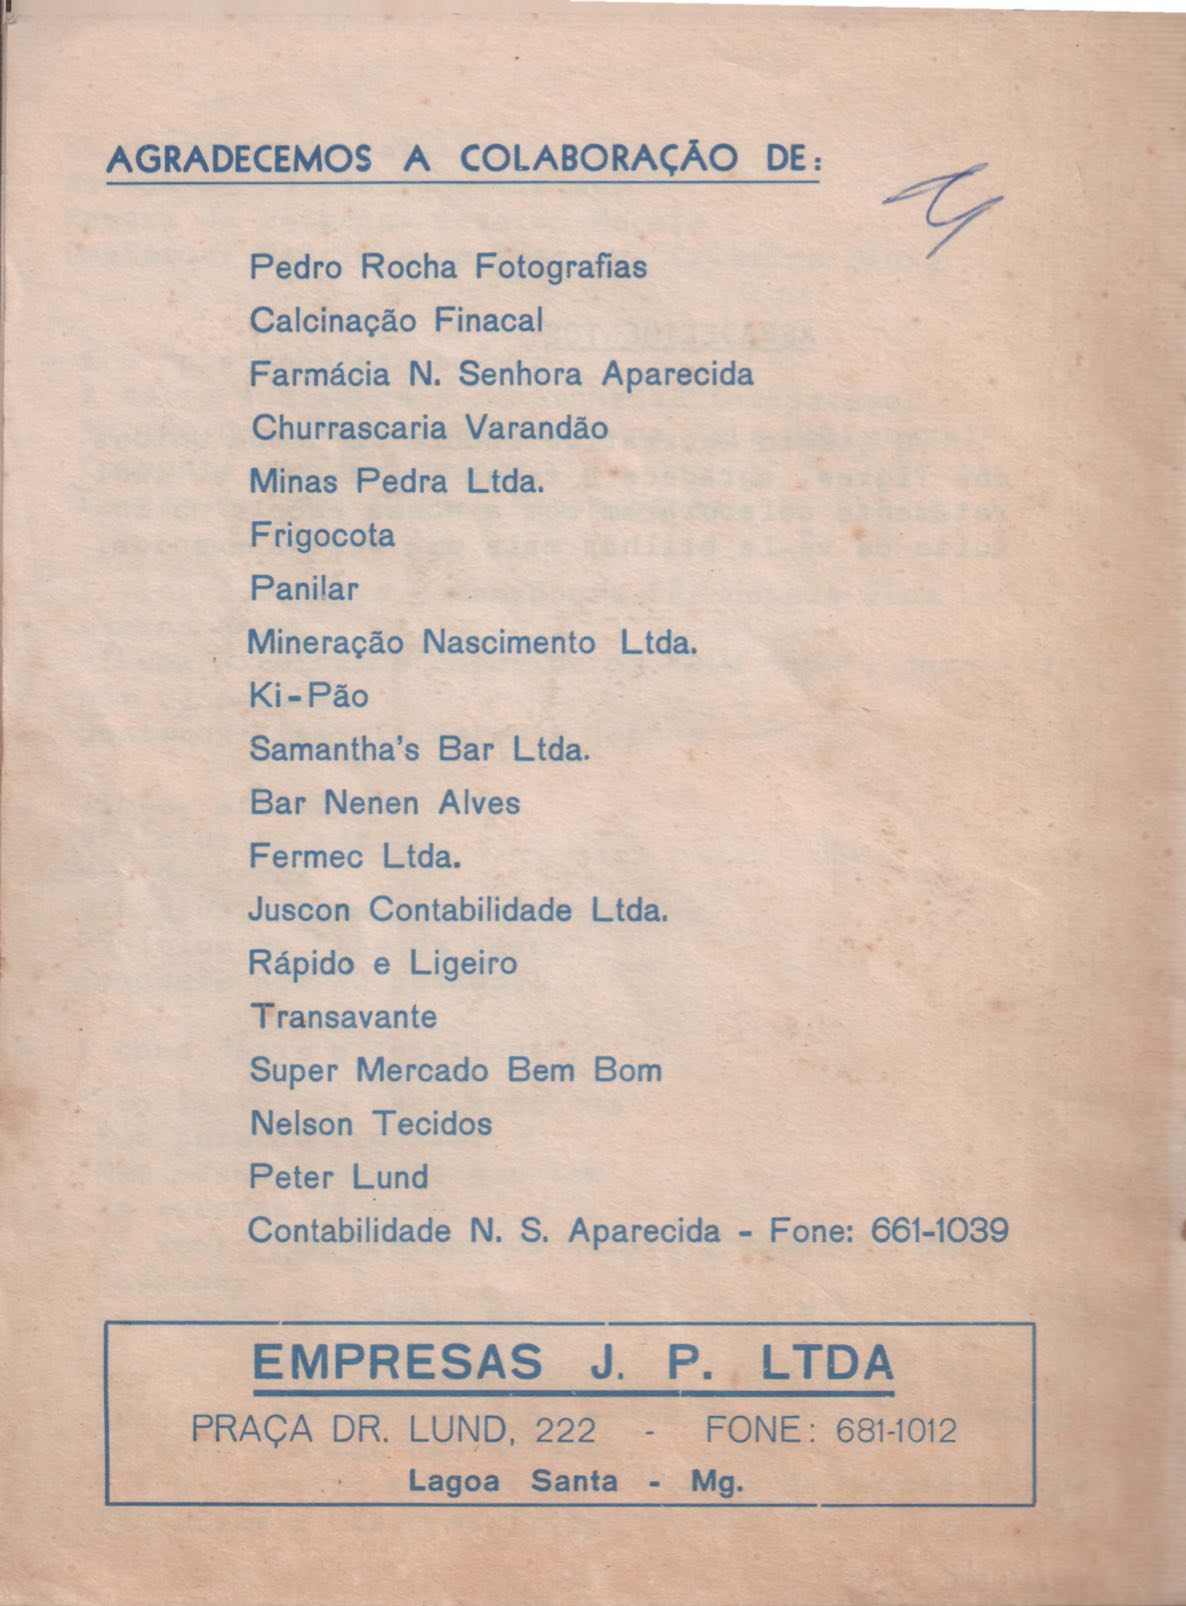 AGRADECEMOS A COLABORAÇÃO DE:
Pedro Rocha Fotografias
Calcinação Finacal
Farmácia N. Senhora Aparecida
Churrascaria Varandão
Minas Pedra Ltda.
Frigocota
Panilar
Mineração Nascimento Ltda.
Ki-Pão
Samantha's Bar Ltda.
Bar Nenen Alves
Fermec Ltda.
Juscon Contabilidade Ltda.
Rápido e Ligeiro
Transavante
Super Mercado Bem Bom
Nelson Tecidos
Peter Lund
Contabilidade N. S. Aparecida - Fone: 661-1039
EMPRESAS J. P. LTDA
PRAÇA DR. LUND, 222 - FONE: 681-1012
Lagoa Santa - Mg.